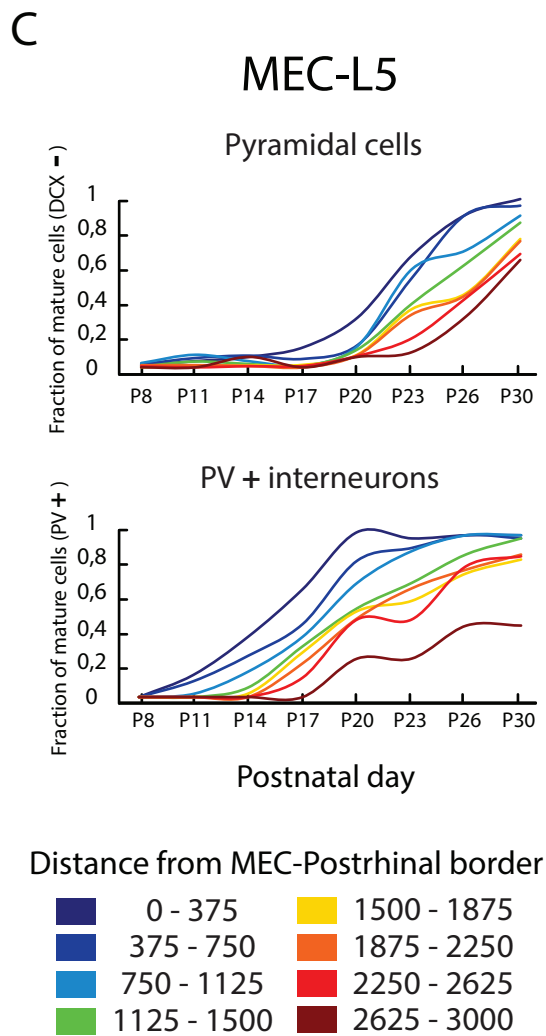 C
MEC-L5
Pyramidal cells
Fraction of mature cells (DCX -)
1
0,8
0,6
0,4
0,2
0
P8 P11 P14 P17 P20 P23 P26 P30
PV + interneurons
Fraction of mature cells (PV +)
1
0,8
0,6
0,4
0,2
0
P8 P11 P14 P17 P20 P23 P26 P30
Postnatal day
Distance from MEC-Postrhinal border
0 - 375 1500 - 1875
375 - 750 1875 - 2250
750 - 1125 2250 - 2625
1125 - 1500 2625 - 3000